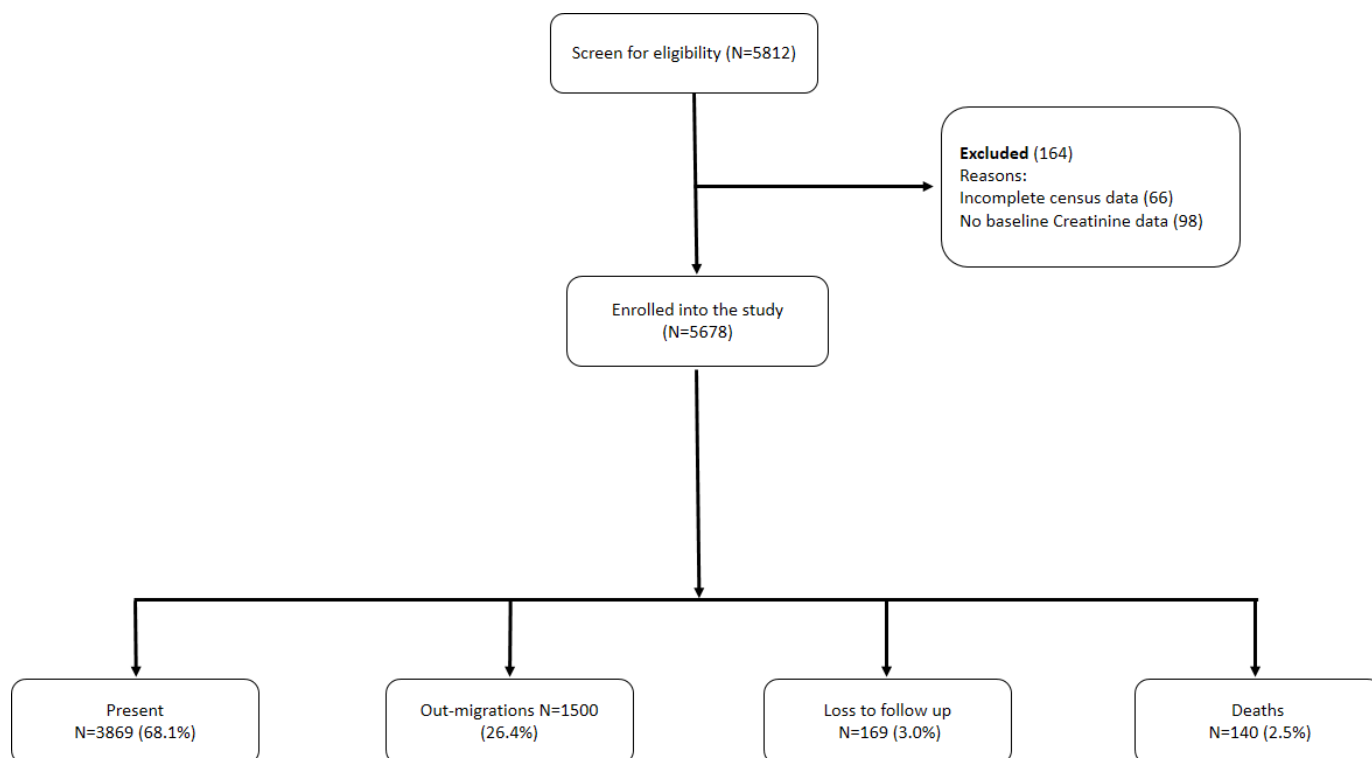 Screen for eligibility (N=5812)
Excluded (164)
Reasons:
Incomplete census data (66)
No baseline Creatinine data (98)
Enrolled into the study
(N=5678)
Present
N=3869 (68.1%)
Out-migrations N=1500
(26.4%)
Loss to follow up
N=169 (3.0%)
Deaths
N=140 (2.5%)